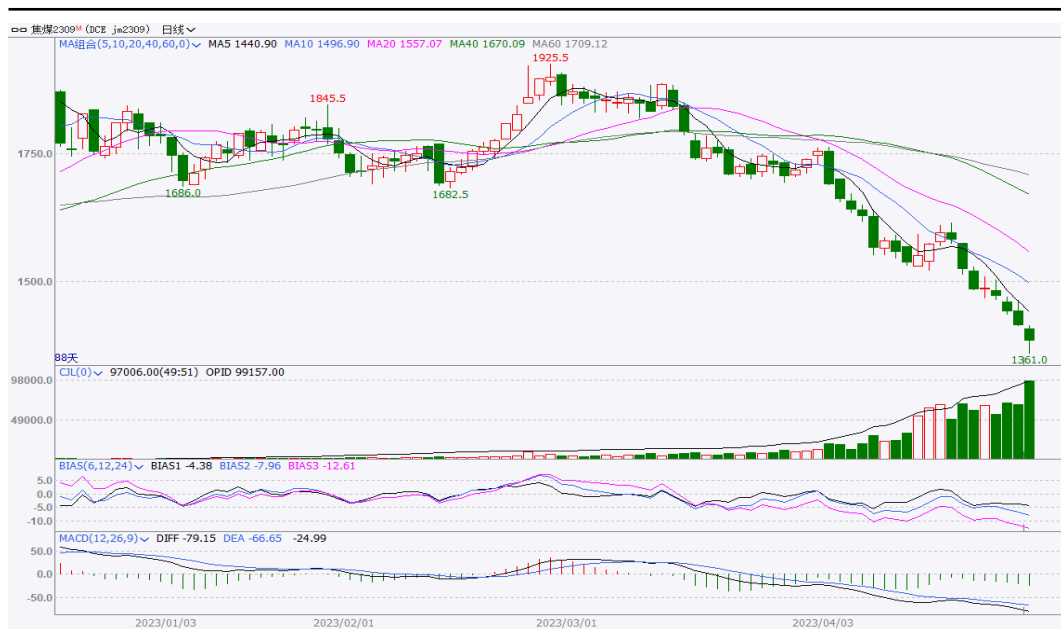 焦煤2309ᴹ (DCE jm2309) 日线
MA组合(5,10,20,40,60,0) MA5 1440.90 MA10 1496.90 MA20 1557.07 MA40 1670.09 MA60 1709.12
1925.5
1845.5
1750.0
1686.0
1682.5
1500.0
88天
1361.0
CJL(0) 97006.00(49:51) OPID 99157.00
98000.0
49000.0
BIAS(6,12,24) BIAS1 -4.38 BIAS2 -7.96 BIAS3 -12.61
5.0
0.0
-5.0
-10.0
MACD(12,26,9) DIFF -79.15 DEA -66.65 -24.99
50.0
0.0
-50.0
2023/01/03 2023/02/01 2023/03/01 2023/04/03